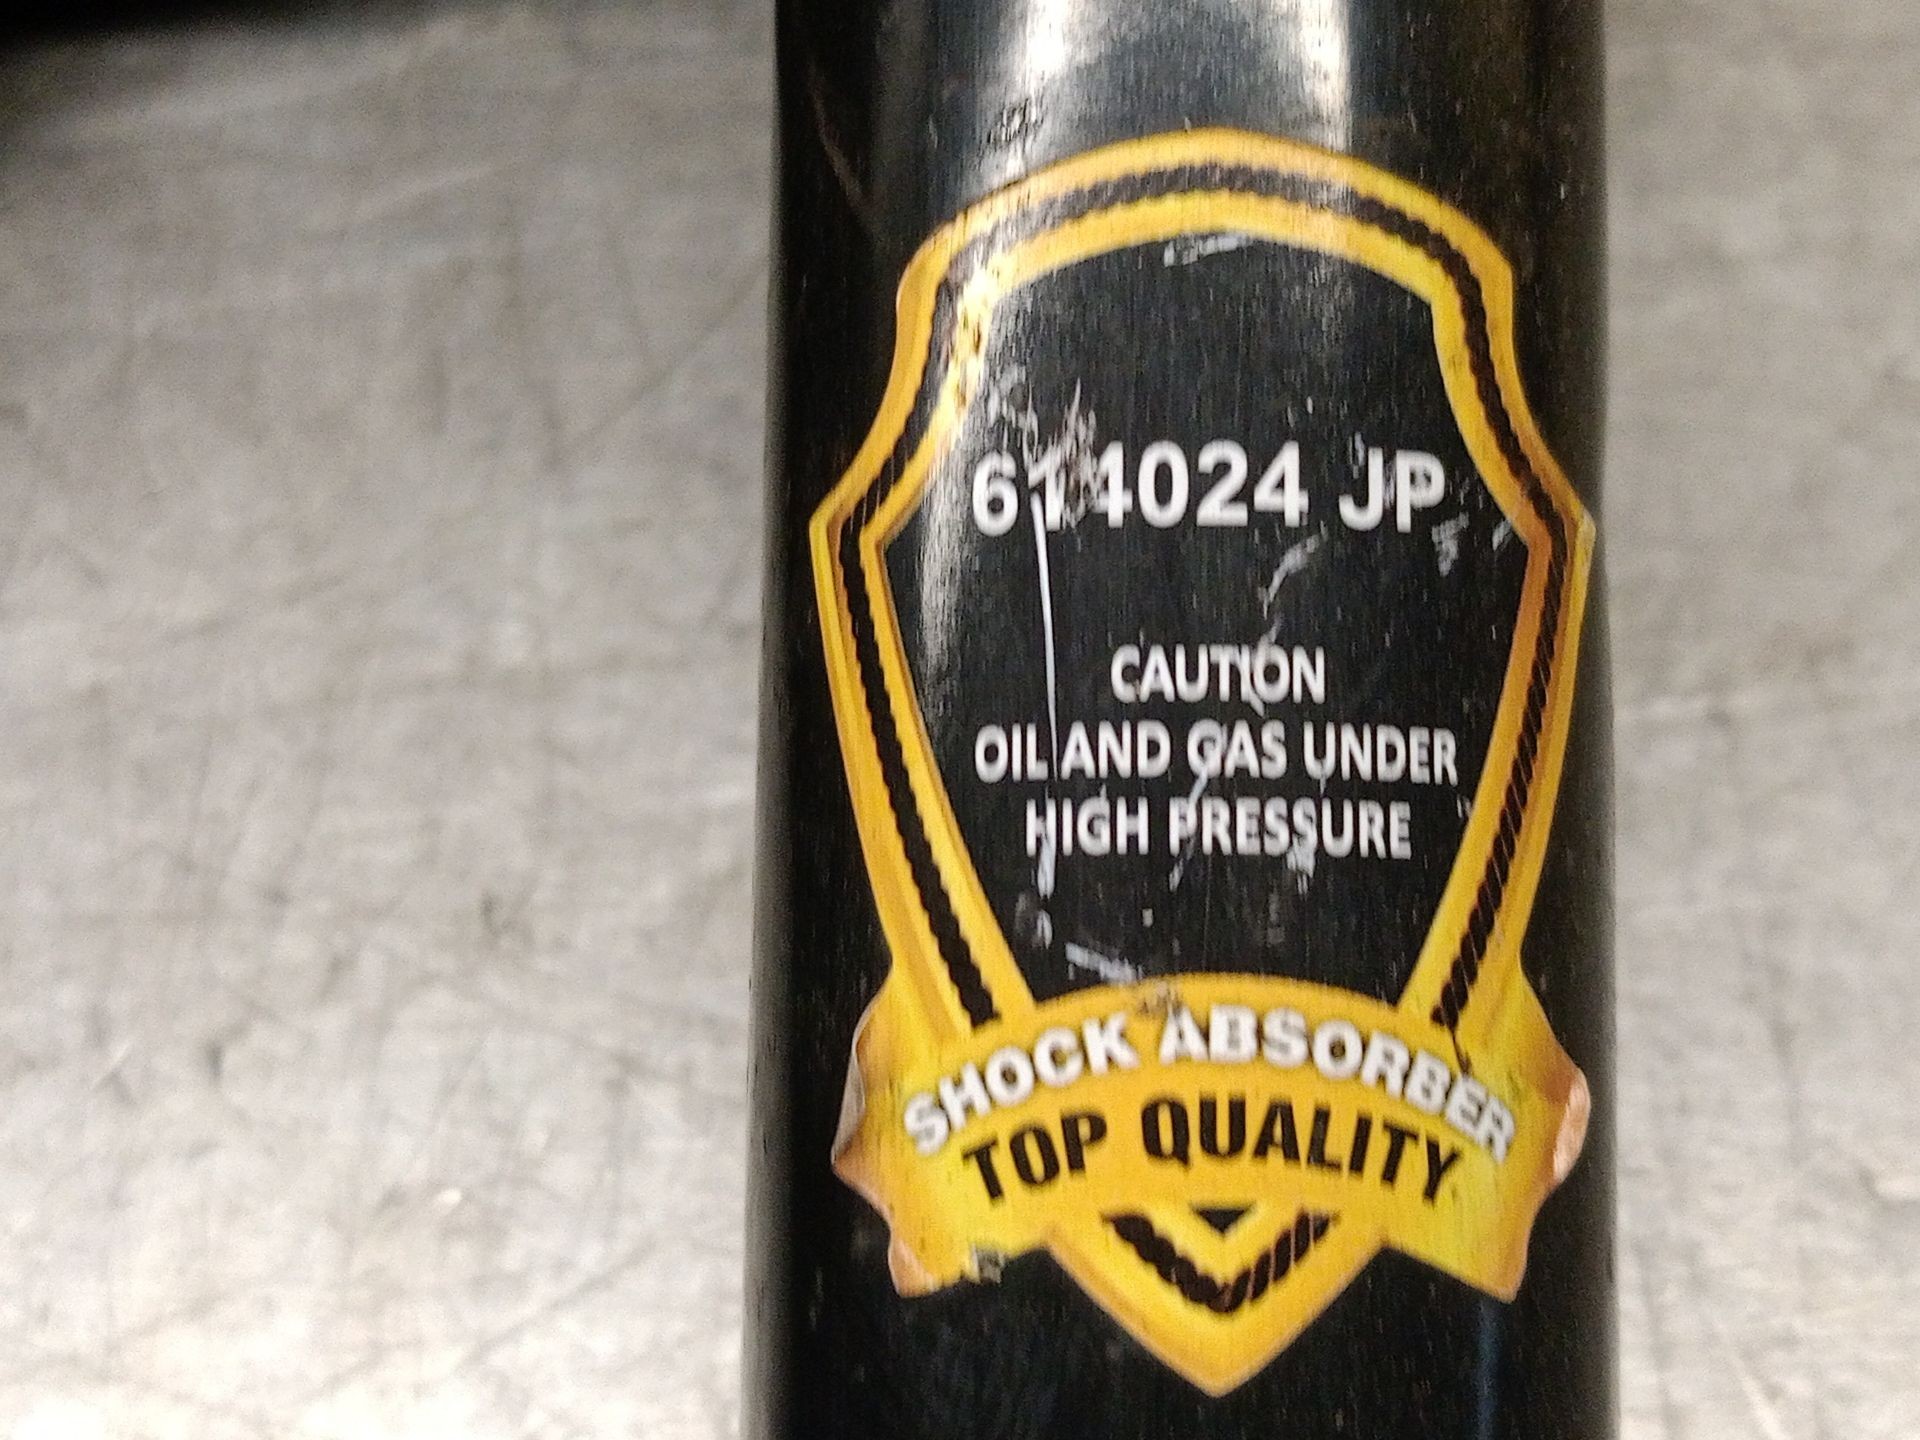 614024 JP
CAUTION
OIL AND GAS UNDER
HIGH PRESSURE
SHOCK ABSORBER
TOP QUALITY